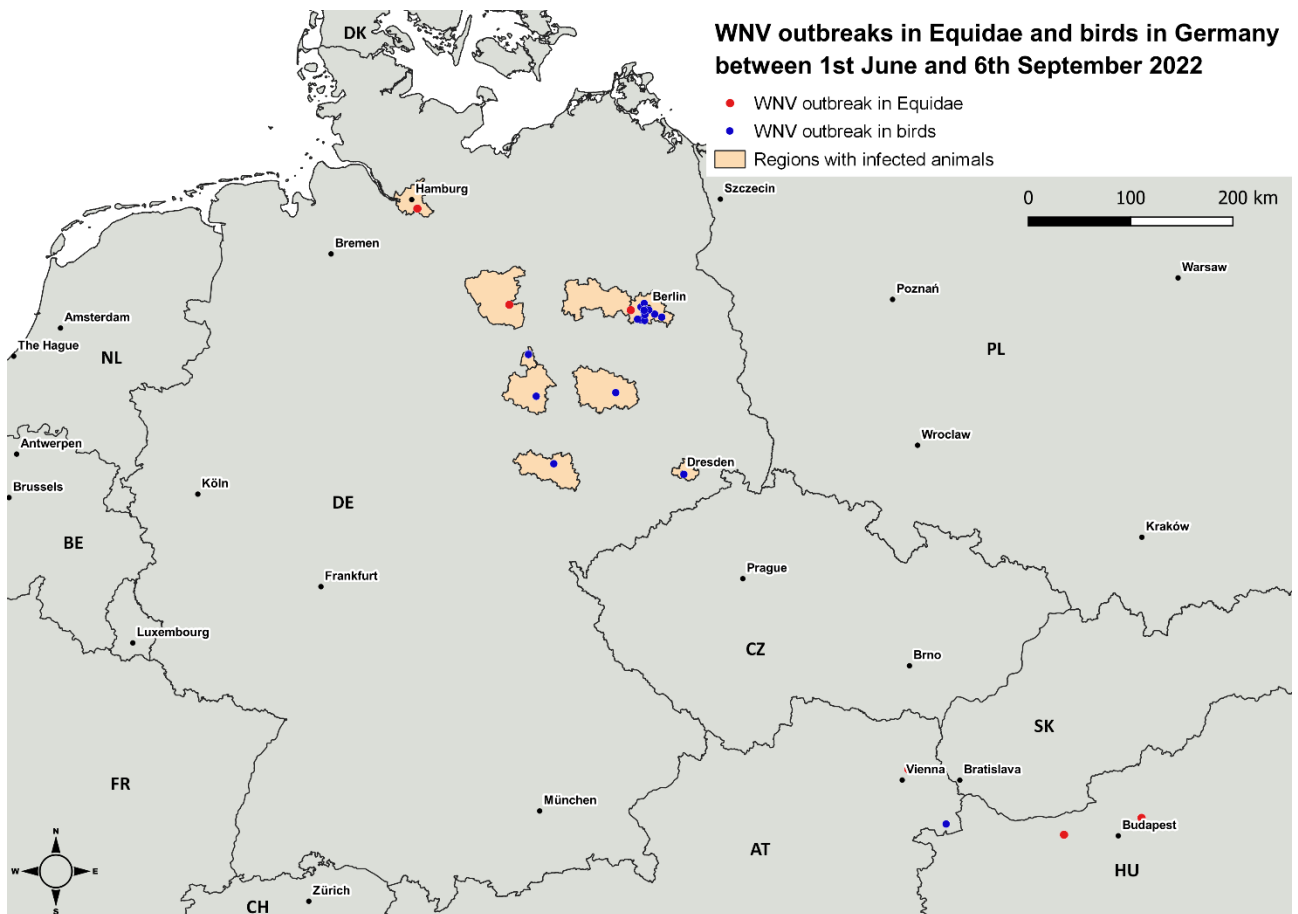 WNV outbreaks in Equidae and birds in Germany
between 1st June and 6th September 2022
WNV outbreak in Equidae
WNV outbreak in birds
Regions with infected animals
0 100 200 km
DK
Hamburg
Szczecin
Bremen
Warsaw
Berlin
Poznań
Amsterdam
The Hague
NL
PL
Wroclaw
Antwerpen
Dresden
Brussels
Köln
DE
Kraków
BE
Prague
Frankfurt
Luxembourg
CZ
Brno
SK
Vienna
Bratislava
FR
München
Budapest
AT
HU
N
W E
S
Zürich
CH